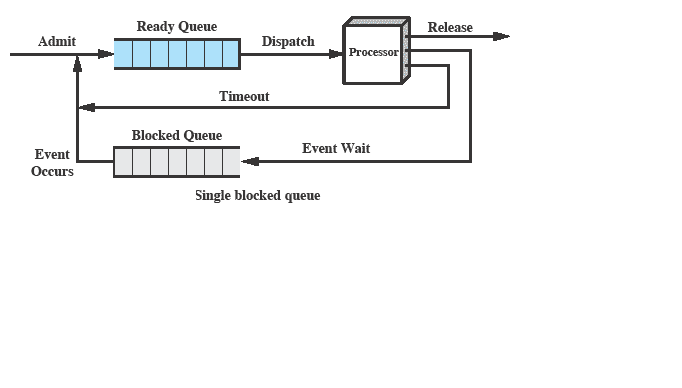 Ready Queue
Release
Admit
Dispatch
Processor
Timeout
Blocked Queue
Event Wait
Event
Occurs
Single blocked queue